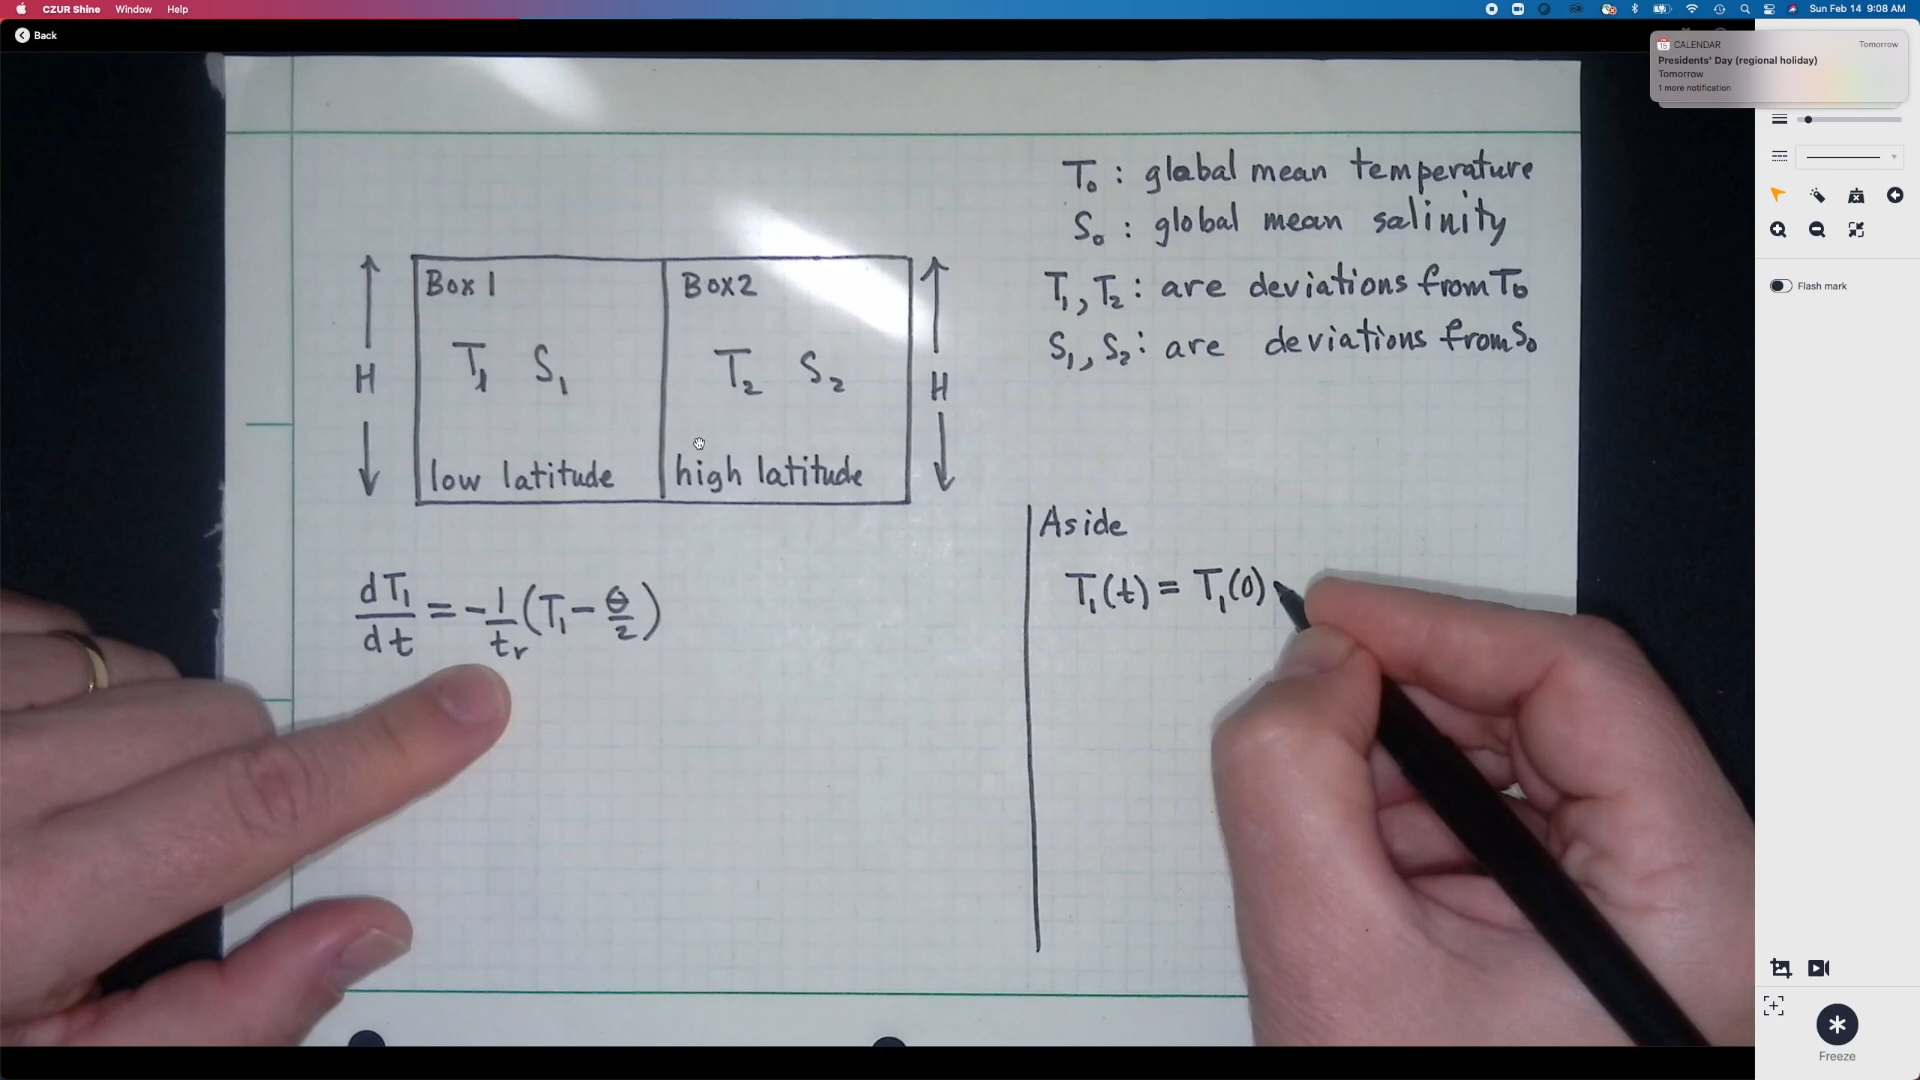 CZUR Shine Window Help
Sun Feb 14 9:08 AM
Back
CALENDAR Tomorrow
15
Presidents' Day (regional holiday)
Tomorrow
1 more notification
Flash mark
Freeze
T₀ : global mean temperature
S₀ : global mean salinity
T₁, T₂ : are deviations from T₀
S₁, S₂ : are deviations from S₀
Box 1 Box 2
H T₁ S₁ T₂ S₂ H
low latitude high latitude
dT₁/dt = -1/tᵣ (T₁ - θ/2)
Aside
T₁(t) = T₁(0)